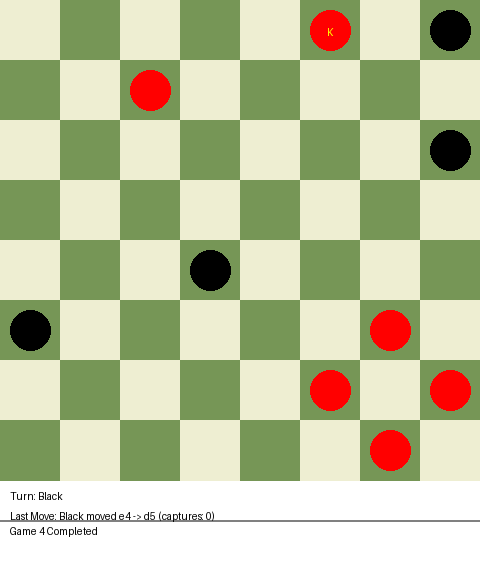 K
Turn: Black
Last Move: Black moved e4 -> d5 (captures: 0)
Game 4 Completed